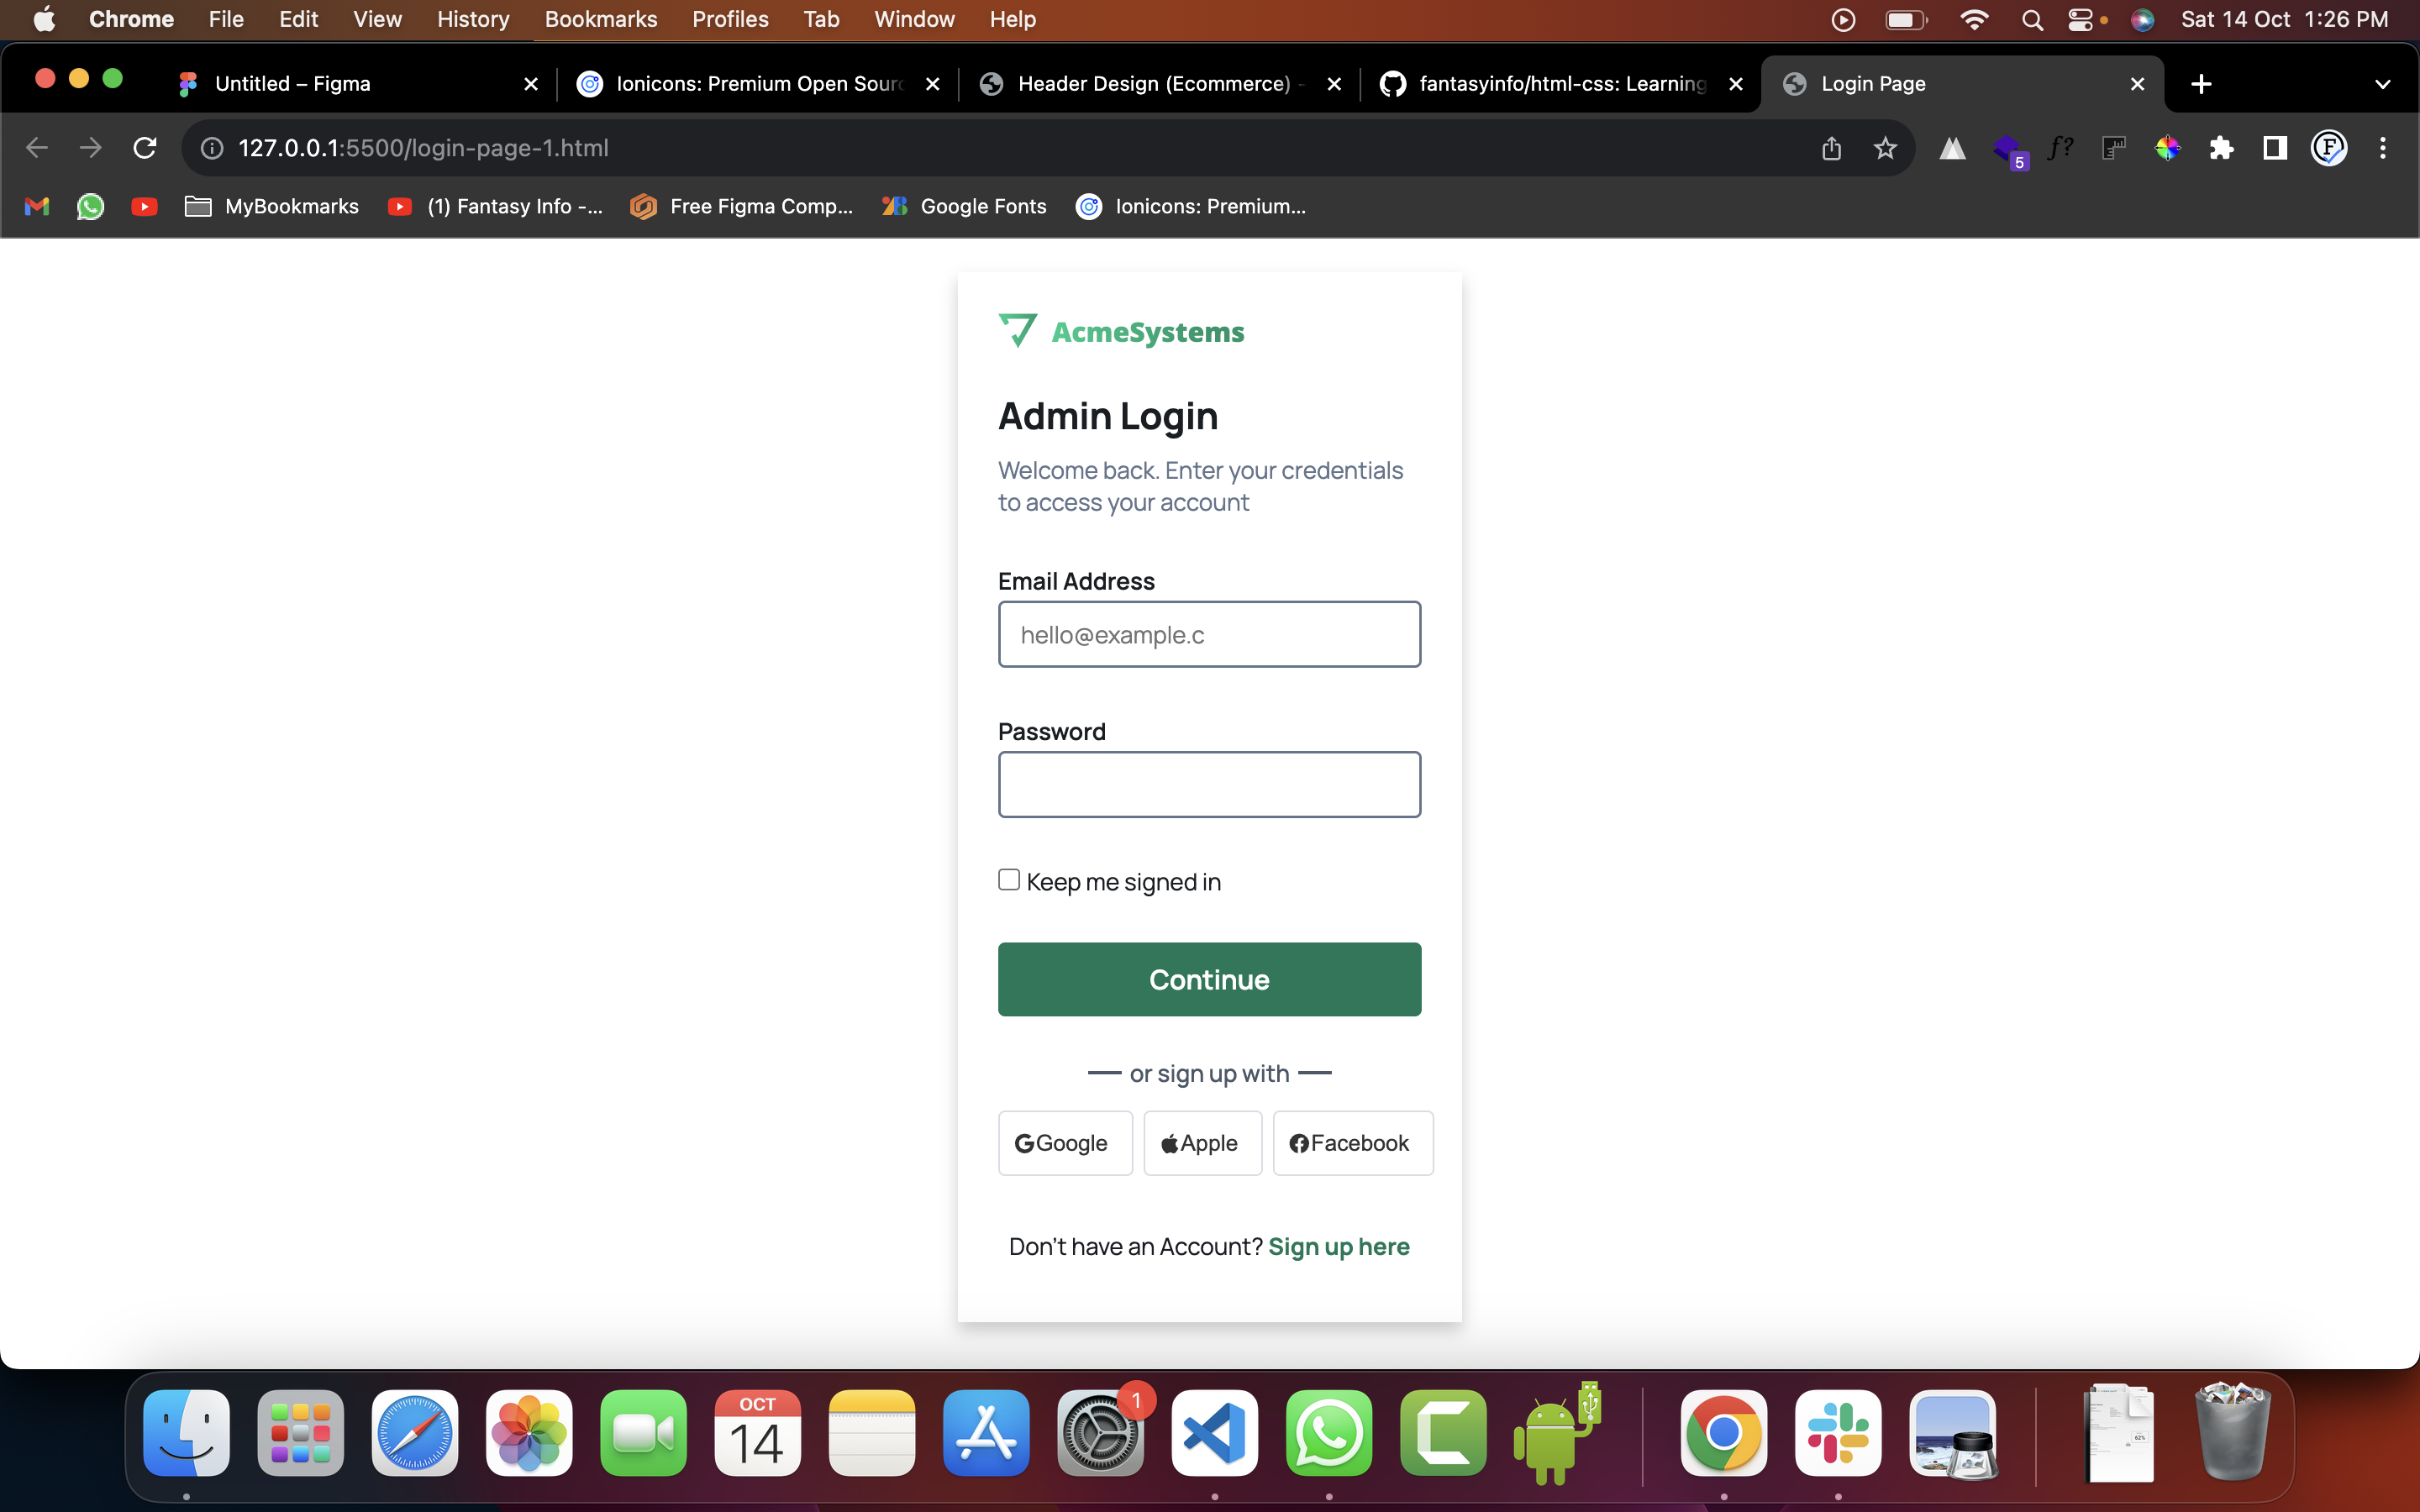 Chrome File Edit View History Bookmarks Profiles Tab Window Help Sat 14 Oct 1:26 PM
Untitled – Figma Ionicons: Premium Open Sourc Header Design (Ecommerce) - fantasyinfo/html-css: Learning Login Page
127.0.0.1:5500/login-page-1.html f? 5 F
MyBookmarks (1) Fantasy Info -... Free Figma Comp... Google Fonts Ionicons: Premium...
AcmeSystems
Admin Login
Welcome back. Enter your credentials
to access your account
Email Address
hello@example.c
Password
Keep me signed in
Continue
or sign up with
Google Apple Facebook
Don't have an Account? Sign up here
OCT
14
1